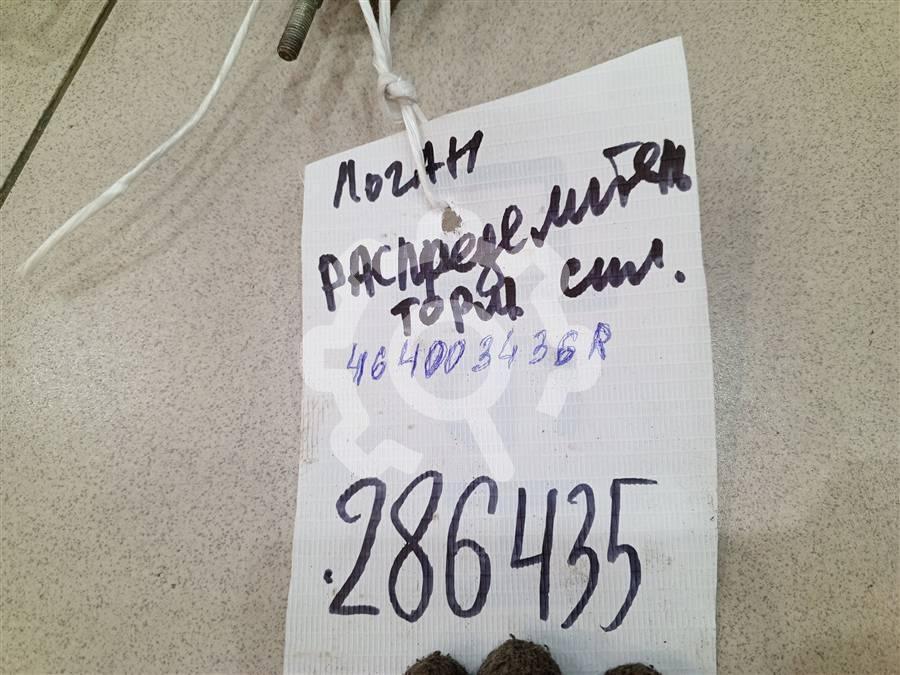 Логан
распределитель
торм. сил.
464003436R
.286435